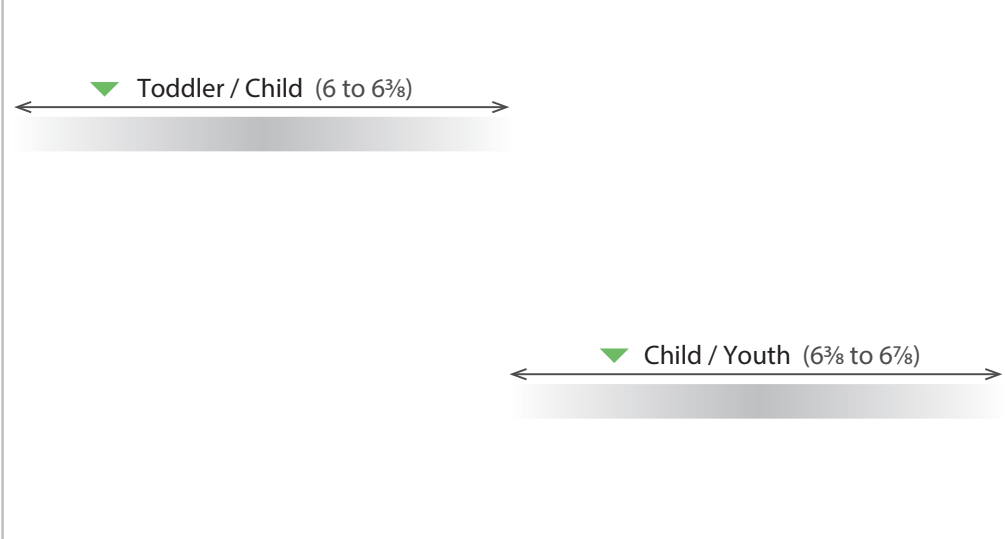 Toddler / Child (6 to 6⅜)
Child / Youth (6⅜ to 6⅞)